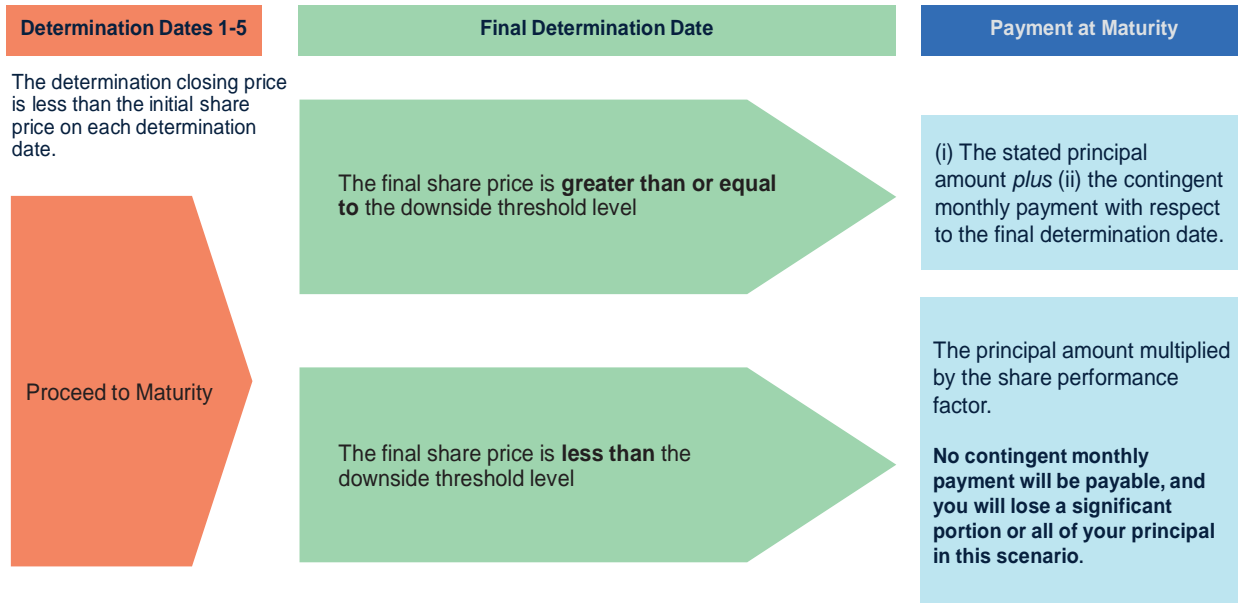 Determination Dates 1-5
Final Determination Date
Payment at Maturity
The determination closing price
is less than the initial share
price on each determination
date.
Proceed to Maturity
The final share price is greater than or equal
to the downside threshold level
(i) The stated principal
amount plus (ii) the contingent
monthly payment with respect
to the final determination date.
The final share price is less than the
downside threshold level
The principal amount multiplied
by the share performance
factor.
No contingent monthly
payment will be payable, and
you will lose a significant
portion or all of your principal
in this scenario.